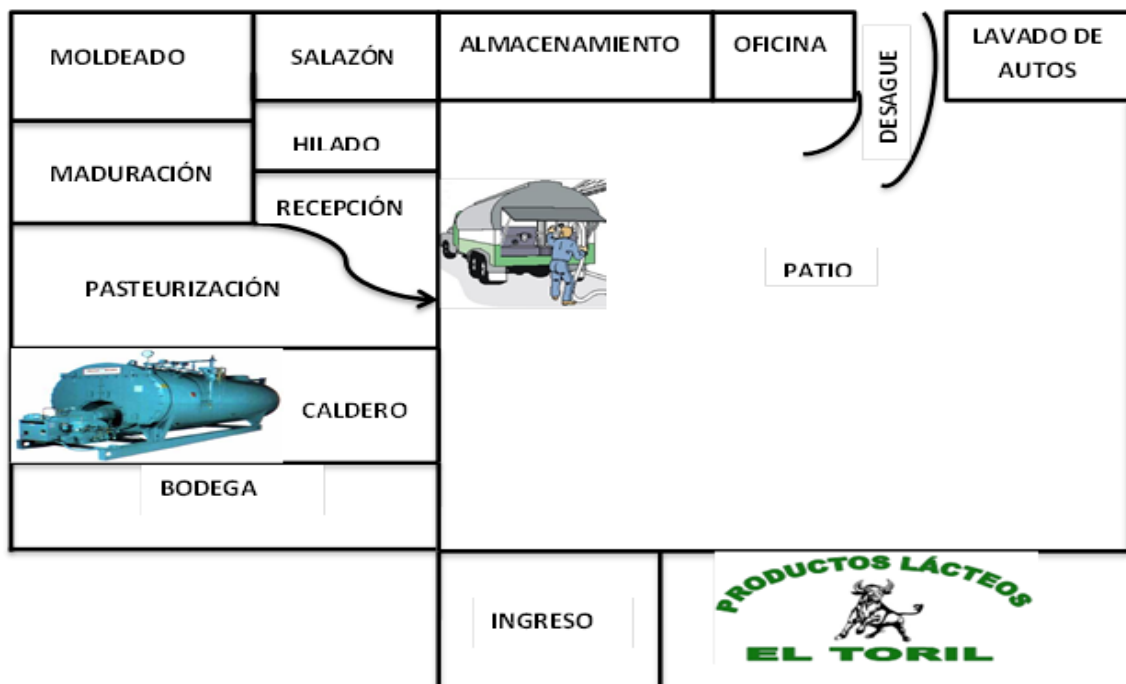 MOLDEADO
SALAZÓN
ALMACENAMIENTO
OFICINA
DESAGUE
LAVADO DE
AUTOS
HILADO
MADURACIÓN
RECEPCIÓN
PATIO
PASTEURIZACIÓN
CALDERO
BODEGA
INGRESO
PRODUCTOS LÁCTEOS
EL TORIL